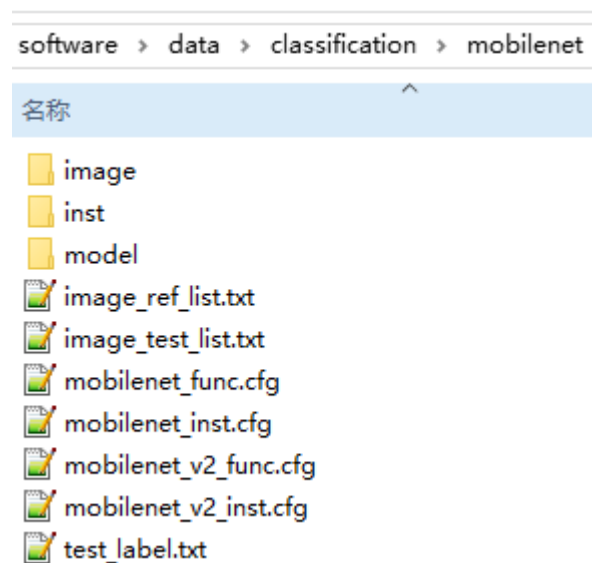 software > data > classification > mobilenet
名称
image
inst
model
image_ref_list.txt
image_test_list.txt
mobilenet_func.cfg
mobilenet_inst.cfg
mobilenet_v2_func.cfg
mobilenet_v2_inst.cfg
test_label.txt